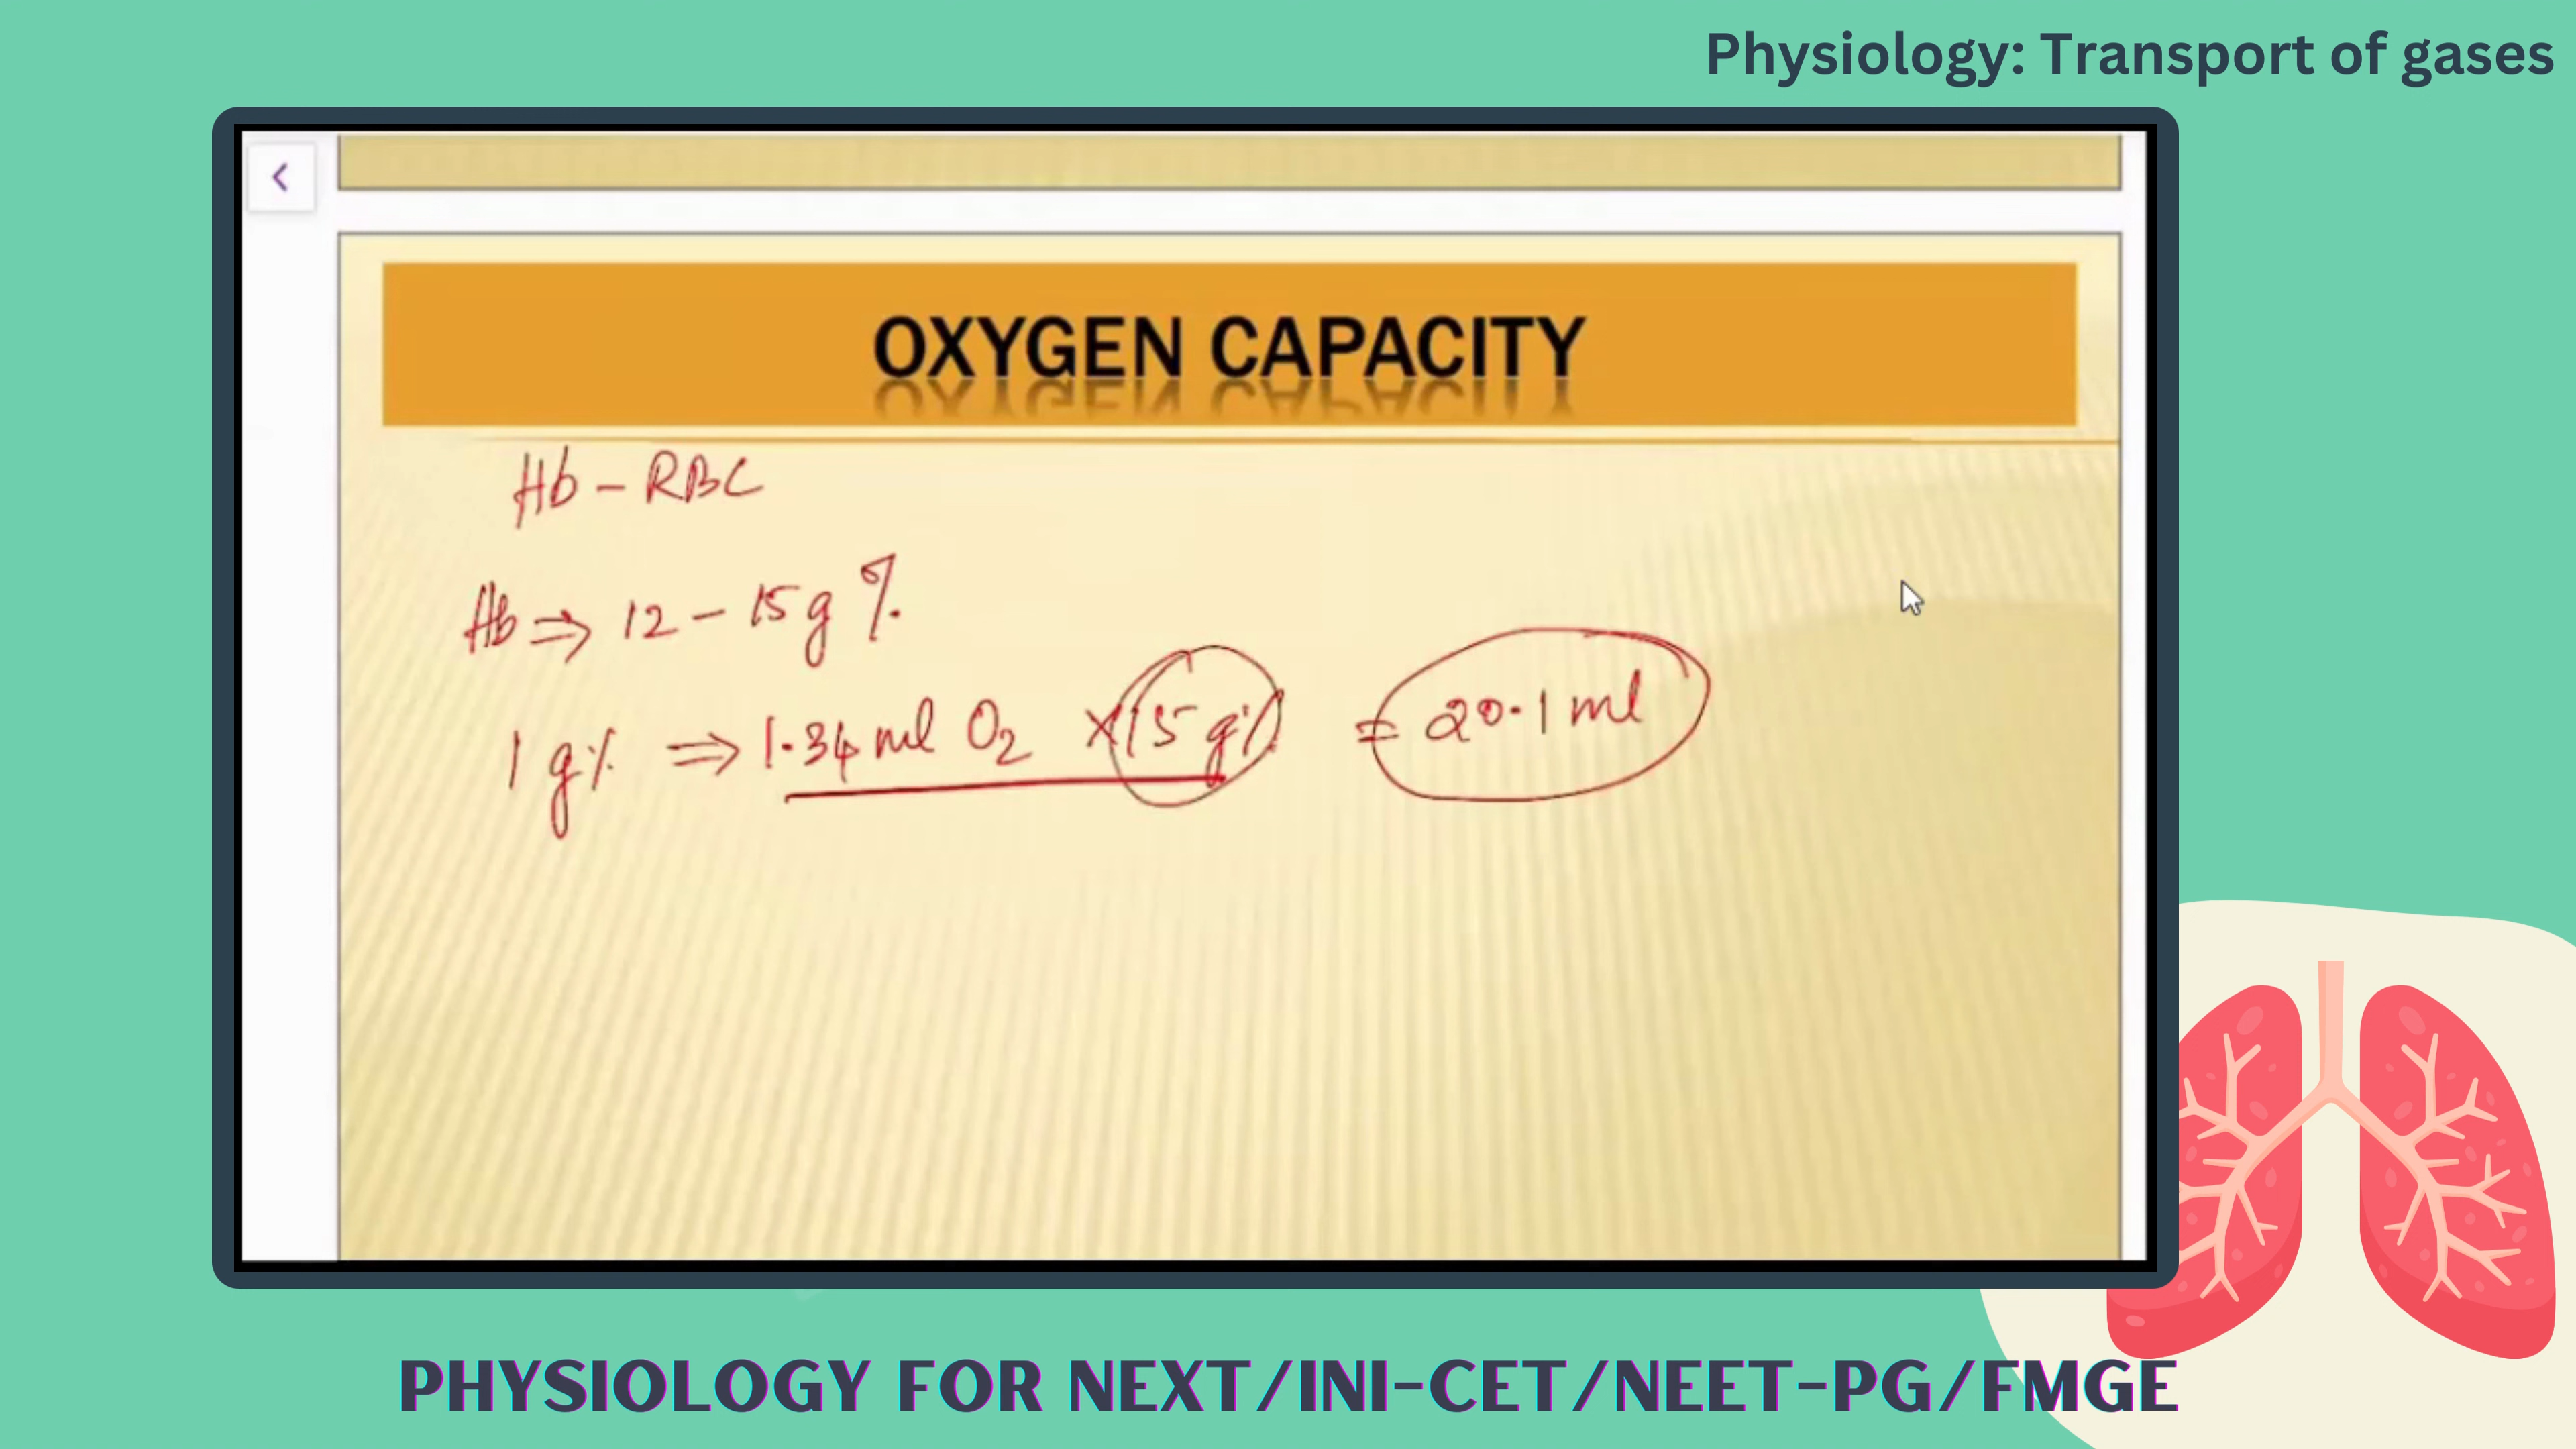 Physiology: Transport of gases
OXYGEN CAPACITY
Hb - RBC
Hb ⇒ 12 - 15g %
1 g% ⇒ 1.34 ml O₂ × 15 g% = 20.1 ml
PHYSIOLOGY FOR NEXT/INI-CET/NEET-PG/FMGE